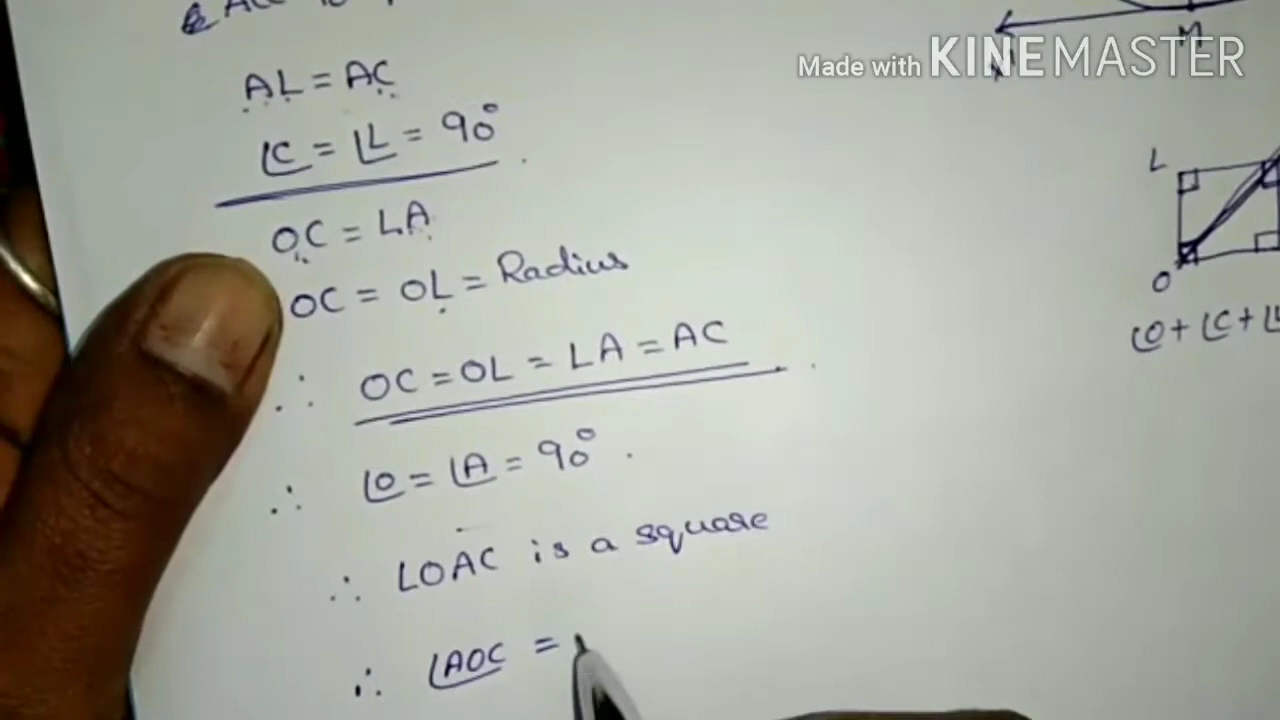 AL = AC
∠C = ∠L = 90°
OC = LA
OC = OL = Radius
∴ OC = OL = LA = AC
∴ ∠O = ∠A = 90°.
∴ LOAC is a square
∴ ∠AOC =
Made with KINEMASTER
M
L
O
∠O + ∠C +